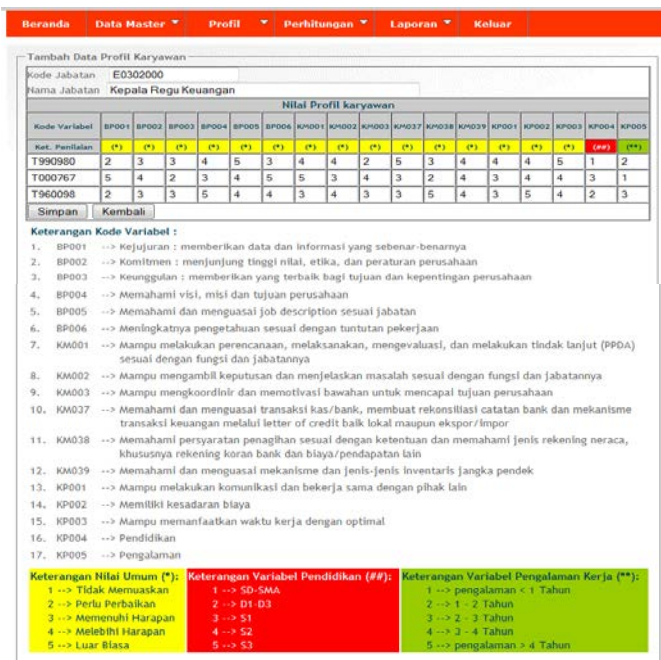 Beranda Data Master Profil Perhitungan Laporan Keluar
Tambah Data Profil Karyawan
Kode Jabatan E0302000
Nama Jabatan Kepala Regu Keuangan
Nilai Profil karyawan
Kode Variabel BP001 BP002 BP003 BP004 BP005 BP006 KM001 KM002 KM003 KM037 KM038 KM039 KP001 KP002 KP003 KP004 KP005
Ket. Penilaian (*) (*) (*) (*) (*) (*) (*) (*) (*) (*) (*) (*) (*) (*) (*) (##) (**)
T990980 2 3 3 4 5 3 4 4 2 5 3 4 4 4 5 1 2
T000767 5 4 2 3 4 5 5 3 4 3 2 4 3 4 4 3 1
T960098 2 3 3 5 4 4 3 4 3 3 5 4 3 5 4 2 3
Simpan Kembali
Keterangan Kode Variabel :
1. BP001 --> Kejujuran : memberikan data dan informasi yang sebenar-benarnya
2. BP002 --> Komitmen : menjunjung tinggi nilai, etika, dan peraturan perusahaan
3. BP003 --> Keunggulan : memberikan yang terbaik bagi tujuan dan kepentingan perusahaan
4. BP004 --> Memahami visi, misi dan tujuan perusahaan
5. BP005 --> Memahami dan menguasai job description sesuai jabatan
6. BP006 --> Meningkatnya pengetahuan sesuai dengan tuntutan pekerjaan
7. KM001 --> Mampu melakukan perencanaan, melaksanakan, mengevaluasi, dan melakukan tindak lanjut (PPDA)
sesuai dengan fungsi dan jabatannya
8. KM002 --> Mampu mengambil keputusan dan menjelaskan masalah sesuai dengan fungsi dan jabatannya
9. KM003 --> Mampu mengkoordinir dan memotivasi bawahan untuk mencapai tujuan perusahaan
10. KM037 --> Memahami dan menguasai transaksi kas/bank, membuat rekonsiliasi catatan bank dan mekanisme
transaksi keuangan melalui letter of credit baik lokal maupun ekspor/impor
11. KM038 --> Memahami persyaratan penagihan sesuai dengan ketentuan dan memahami jenis rekening neraca,
khususnya rekening koran bank dan biaya/pendapatan lain
12. KM039 --> Memahami dan menguasai mekanisme dan jenis-jenis inventaris jangka pendek
13. KP001 --> Mampu melakukan komunikasi dan bekerja sama dengan pihak lain
14. KP002 --> Memiliki kesadaran biaya
15. KP003 --> Mampu memanfaatkan waktu kerja dengan optimal
16. KP004 --> Pendidikan
17. KP005 --> Pengalaman
Keterangan Nilai Umum (*): Keterangan Variabel Pendidikan (##): Keterangan Variabel Pengalaman Kerja (**):
1 --> Tidak Memuaskan 1 --> SD-SMA 1 --> pengalaman < 1 Tahun
2 --> Perlu Perbaikan 2 --> D1-D3 2 --> 1 - 2 Tahun
3 --> Memenuhi Harapan 3 --> S1 3 --> 2 - 3 Tahun
4 --> Melebihi Harapan 4 --> S2 4 --> 3 - 4 Tahun
5 --> Luar Biasa 5 --> S3 5 --> pengalaman > 4 Tahun